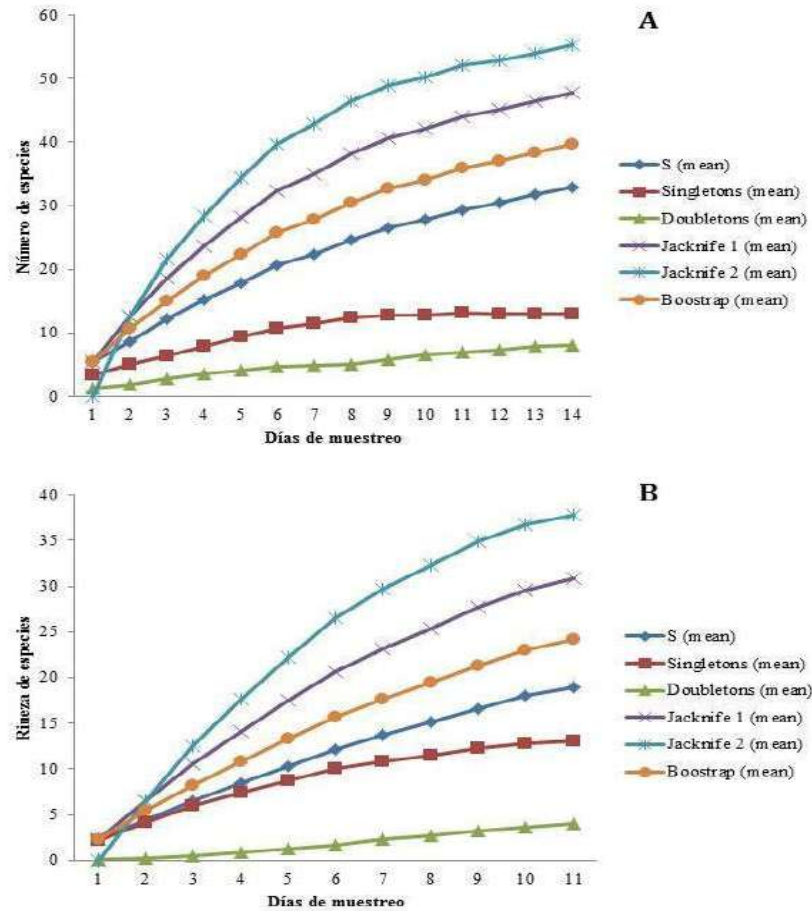 A
60
50
40
30
20
10
0
Número de especies
1 2 3 4 5 6 7 8 9 10 11 12 13 14
Días de muestreo
S (mean)
Singletons (mean)
Doubletons (mean)
Jacknife 1 (mean)
Jacknife 2 (mean)
Boostrap (mean)
B
40
35
30
25
20
15
10
5
0
Riqueza de especies
1 2 3 4 5 6 7 8 9 10 11
Días de muestreo
S (mean)
Singletons (mean)
Doubletons (mean)
Jacknife 1 (mean)
Jacknife 2 (mean)
Boostrap (mean)